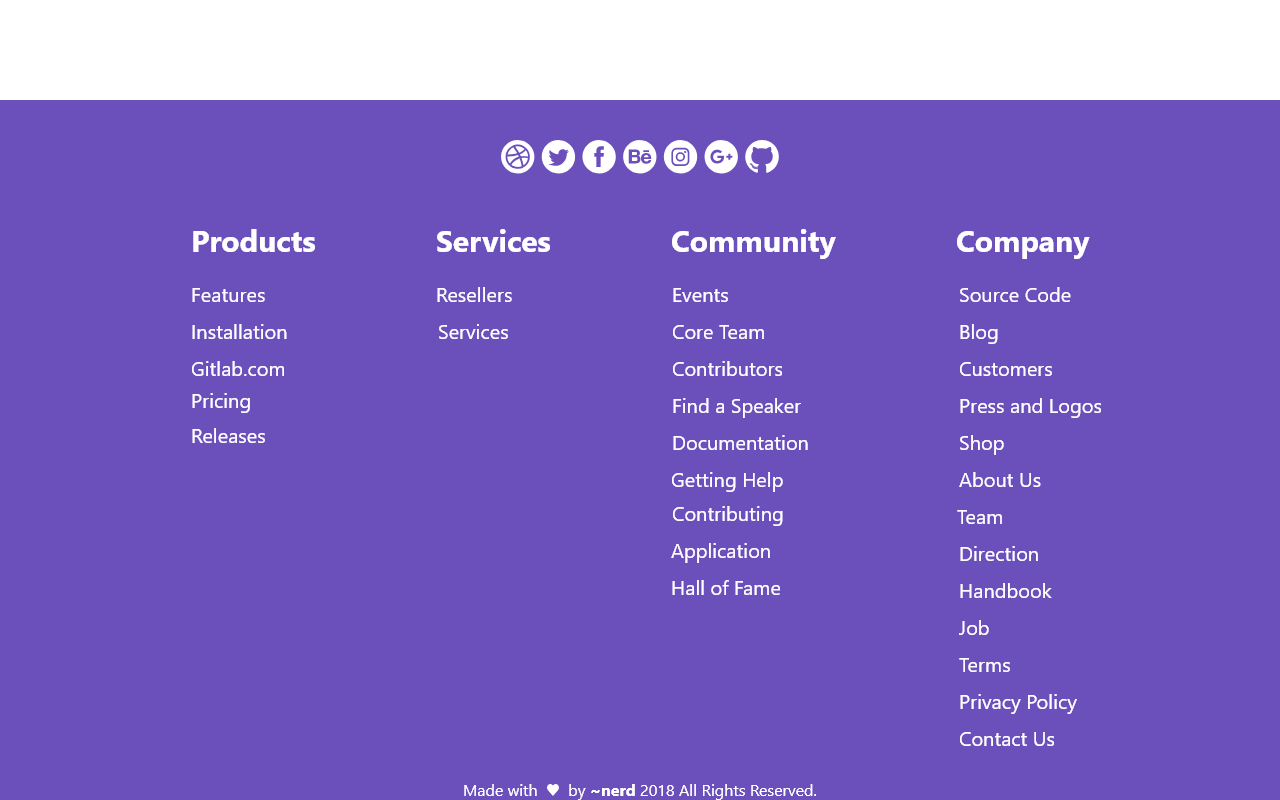 Products
Features
Installation
Gitlab.com
Pricing
Releases
Services
Resellers
Services
Community
Events
Core Team
Contributors
Find a Speaker
Documentation
Getting Help
Contributing
Application
Hall of Fame
Company
Source Code
Blog
Customers
Press and Logos
Shop
About Us
Team
Direction
Handbook
Job
Terms
Privacy Policy
Contact Us
Made with ♥ by ~nerd 2018 All Rights Reserved.